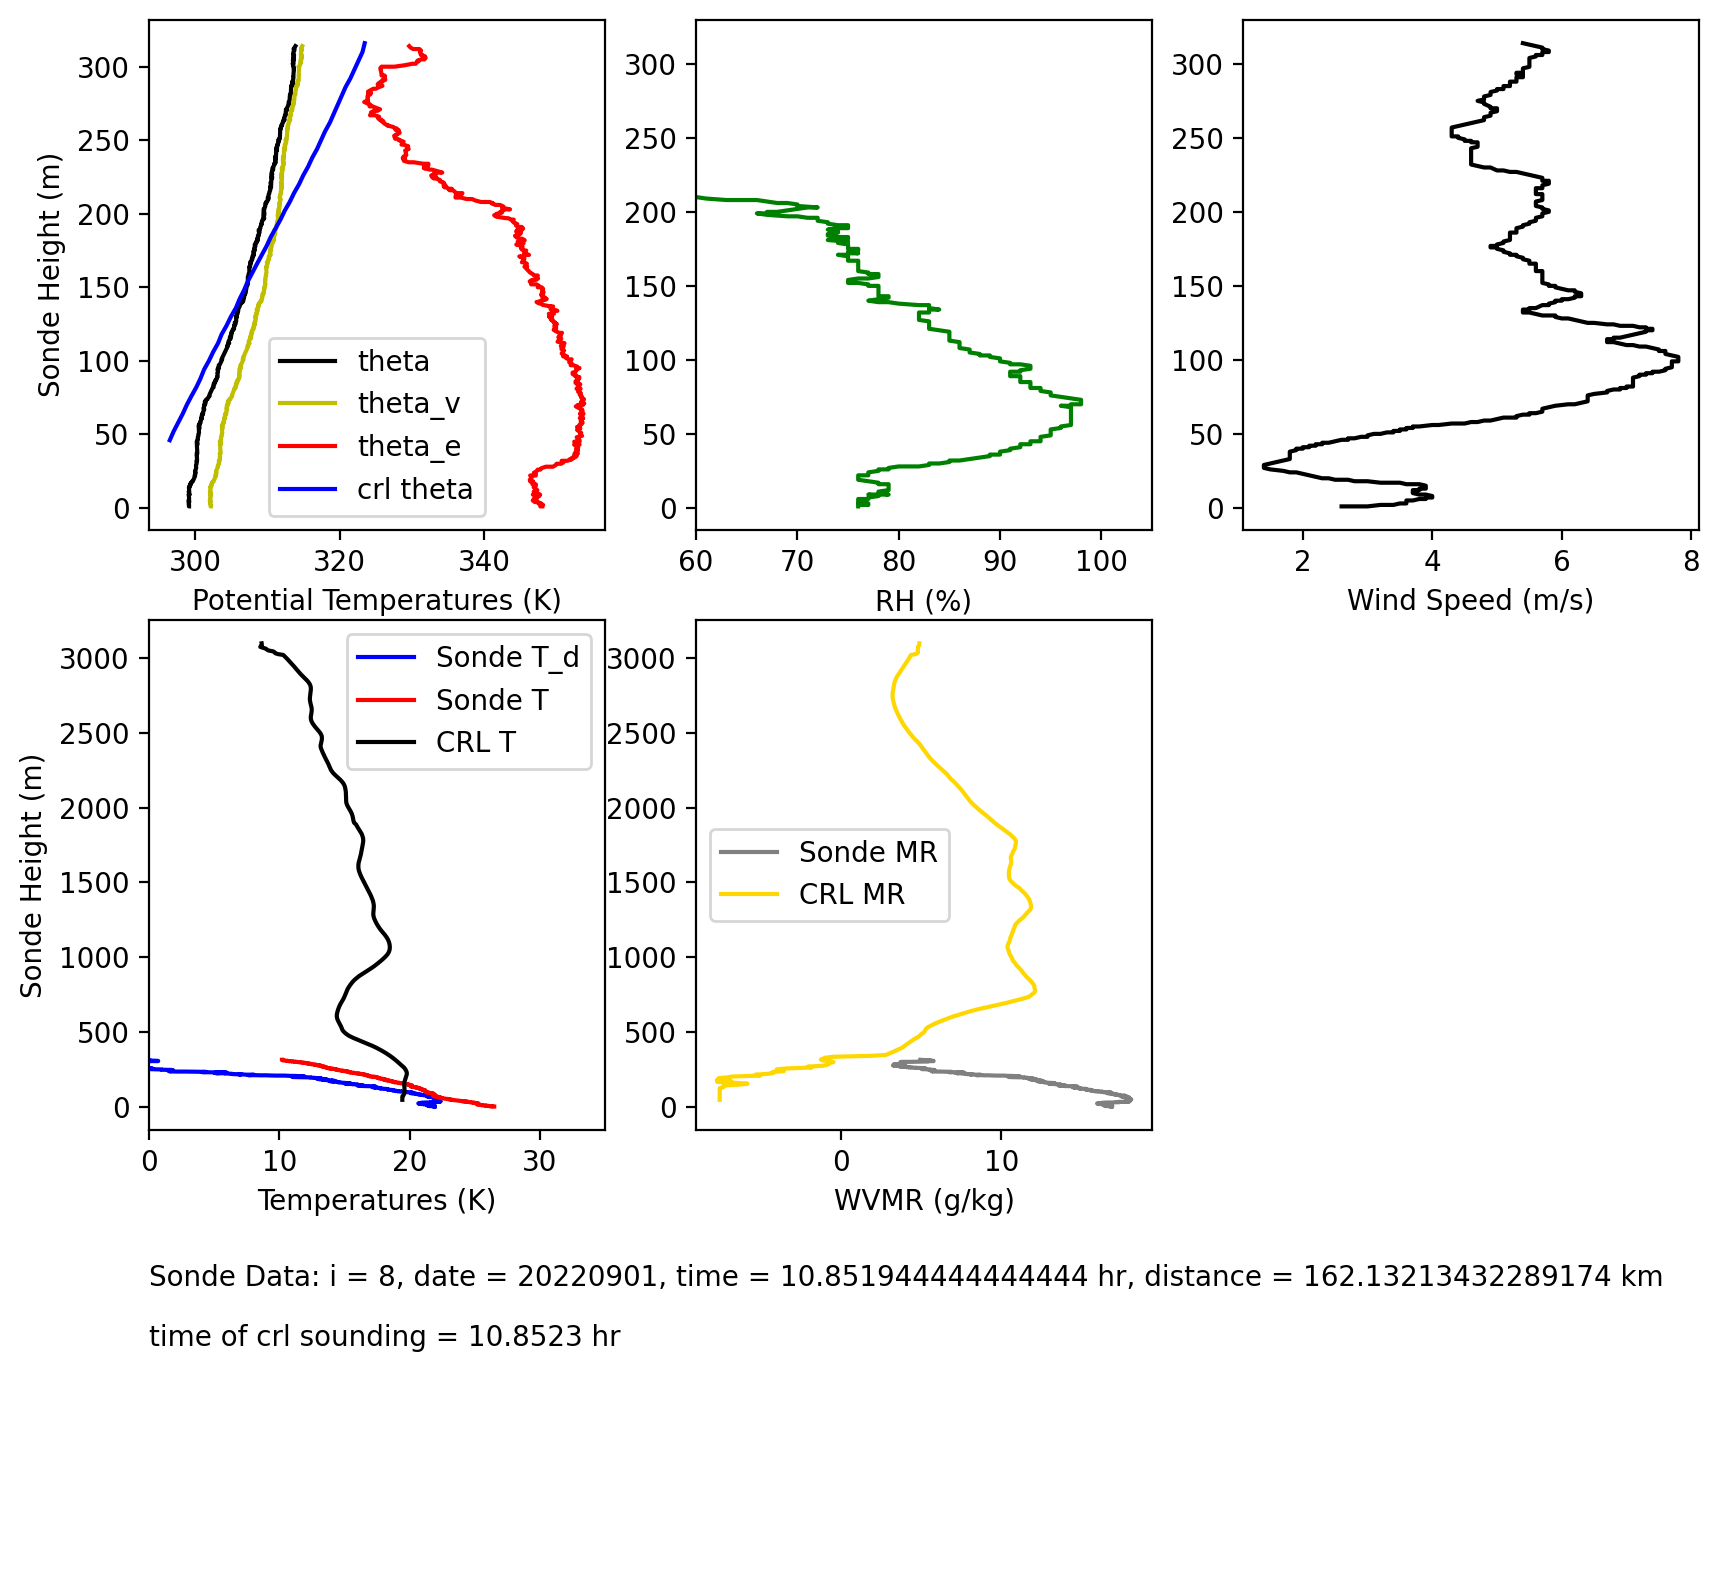 300
250
200
150
100
50
0
Sonde Height (m)
300
320
340
Potential Temperatures (K)
theta
theta_v
theta_e
crl theta
300
250
200
150
100
50
0
60
70
80
90
100
RH (%)
300
250
200
150
100
50
0
2
4
6
8
Wind Speed (m/s)
3000
2500
2000
1500
1000
500
0
Sonde Height (m)
0
10
20
30
Temperatures (K)
Sonde T_d
Sonde T
CRL T
3000
2500
2000
1500
1000
500
0
0
10
WVMR (g/kg)
Sonde MR
CRL MR
Sonde Data: i = 8, date = 20220901, time = 10.851944444444444 hr, distance = 162.13213432289174 km
time of crl sounding = 10.8523 hr